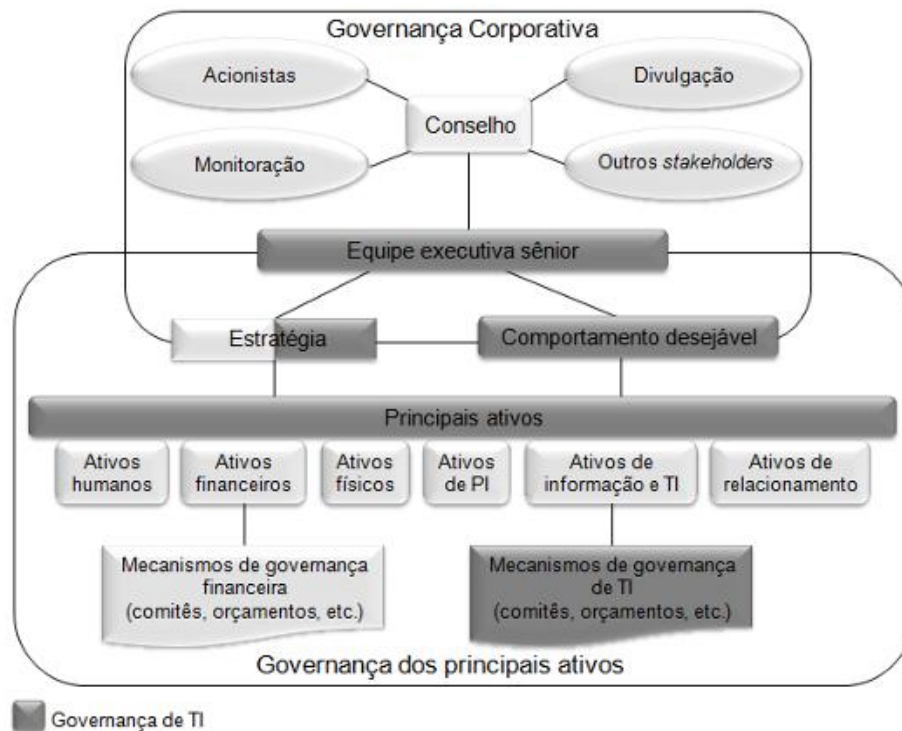 Governança Corporativa
Acionistas
Divulgação
Conselho
Monitoração
Outros stakeholders
Equipe executiva sênior
Estratégia
Comportamento desejável
Principais ativos
Ativos
humanos
Ativos
financeiros
Ativos
físicos
Ativos
de PI
Ativos de
informação e TI
Ativos de
relacionamento
Mecanismos de governança
financeira
(comitês, orçamentos, etc.)
Mecanismos de governança
de TI
(comitês, orçamentos, etc.)
Governança dos principais ativos
Governança de TI